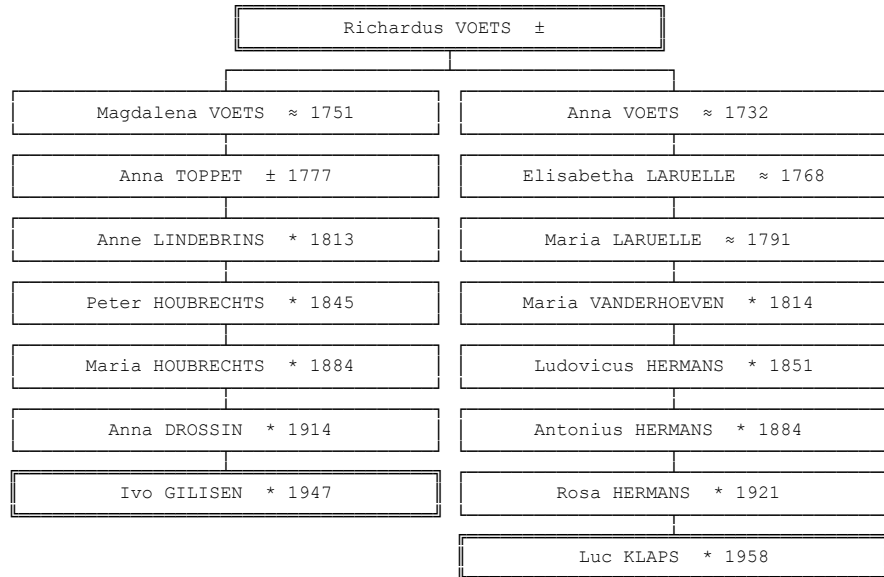 Richardus VOETS ±
Magdalena VOETS ≈ 1751
Anna VOETS ≈ 1732
Anna TOPPET ± 1777
Elisabetha LARUELLE ≈ 1768
Anne LINDEBRINS * 1813
Maria LARUELLE ≈ 1791
Peter HOUBRECHTS * 1845
Maria VANDERHOEVEN * 1814
Maria HOUBRECHTS * 1884
Ludovicus HERMANS * 1851
Anna DROSSIN * 1914
Antonius HERMANS * 1884
Ivo GILISEN * 1947
Rosa HERMANS * 1921
Luc KLAPS * 1958